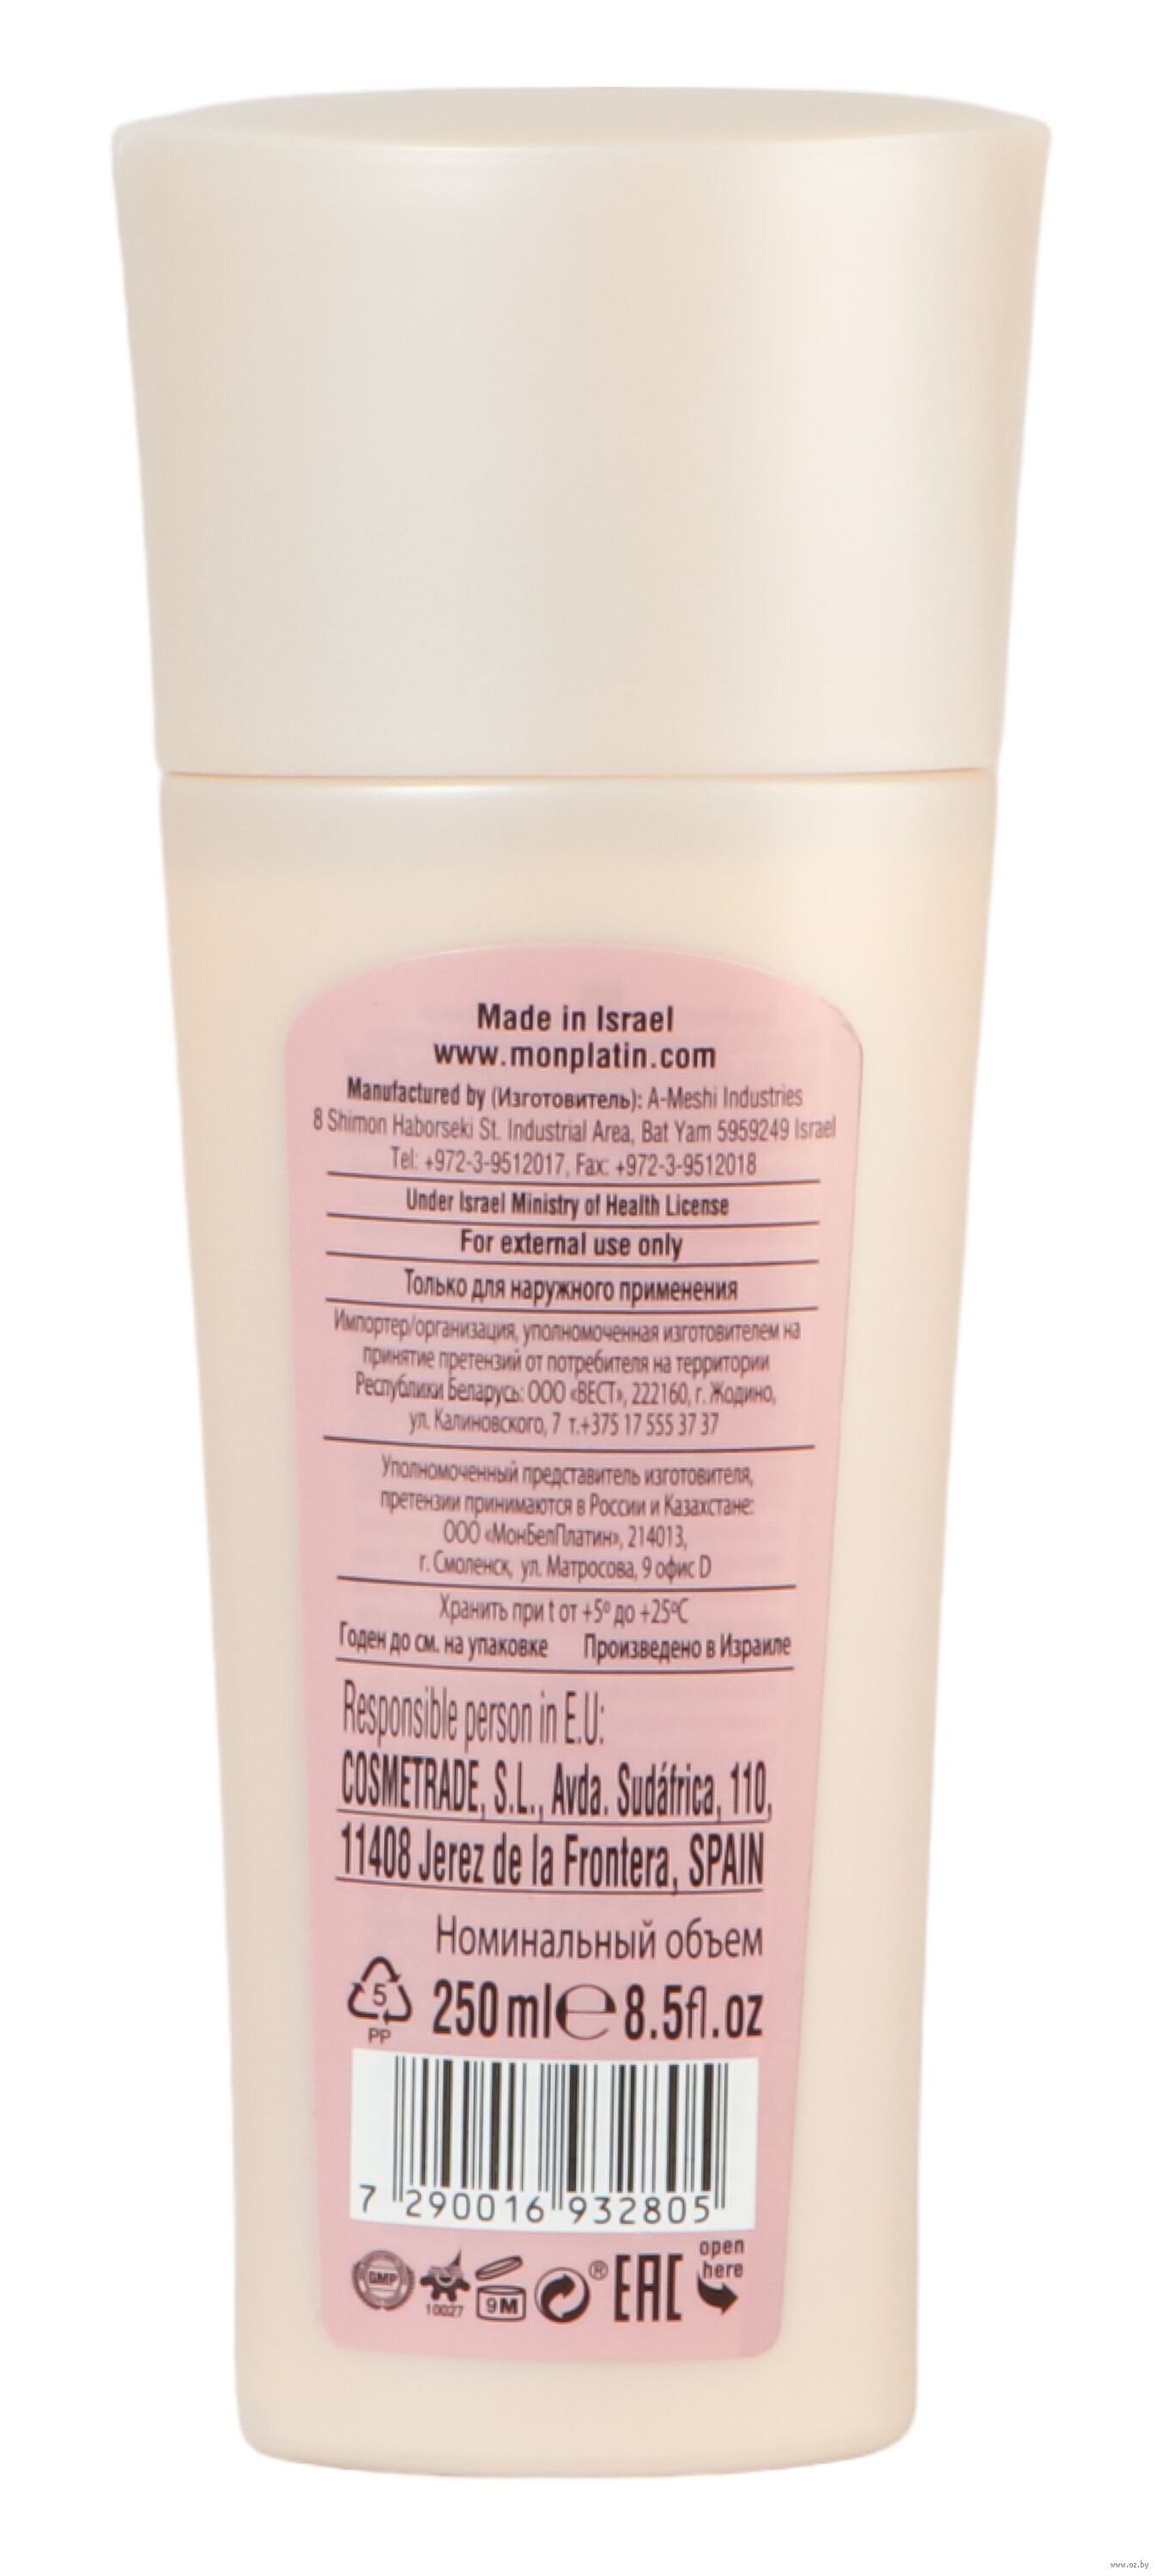 Made in Israel
www.monplatin.com
Manufactured by (Изготовитель): A-Meshi Industries
8 Shimon Haborseki St. Industrial Area, Bat Yam 5959249 Israel
Tel: +972-3-9512017, Fax: +972-3-9512018
Under Israel Ministry of Health License
For external use only
Только для наружного применения
Импортер/организация, уполномоченная изготовителем на
принятие претензий от потребителя на территории
Республики Беларусь: ООО «ВЕСТ», 222160, г. Жодино,
ул. Калиновского, 7 т.+375 17 555 37 37
Уполномоченный представитель изготовителя,
претензии принимаются в России и Казахстане:
ООО «МонБелПлатин», 214013,
г. Смоленск, ул. Матросова, 9 офис D
Хранить при t от +5º до +25ºC
Годен до см. на упаковке Произведено в Израиле
Responsible person in E.U:
COSMETRADE, S.L., Avda. Sudáfrica, 110,
11408 Jerez de la Frontera, SPAIN
Номинальный объем
5
PP
250 ml ℮ 8.5fl.oz
7 290016 932805
GMP
10027
9M
®
EAC
open
here
www.oz.by